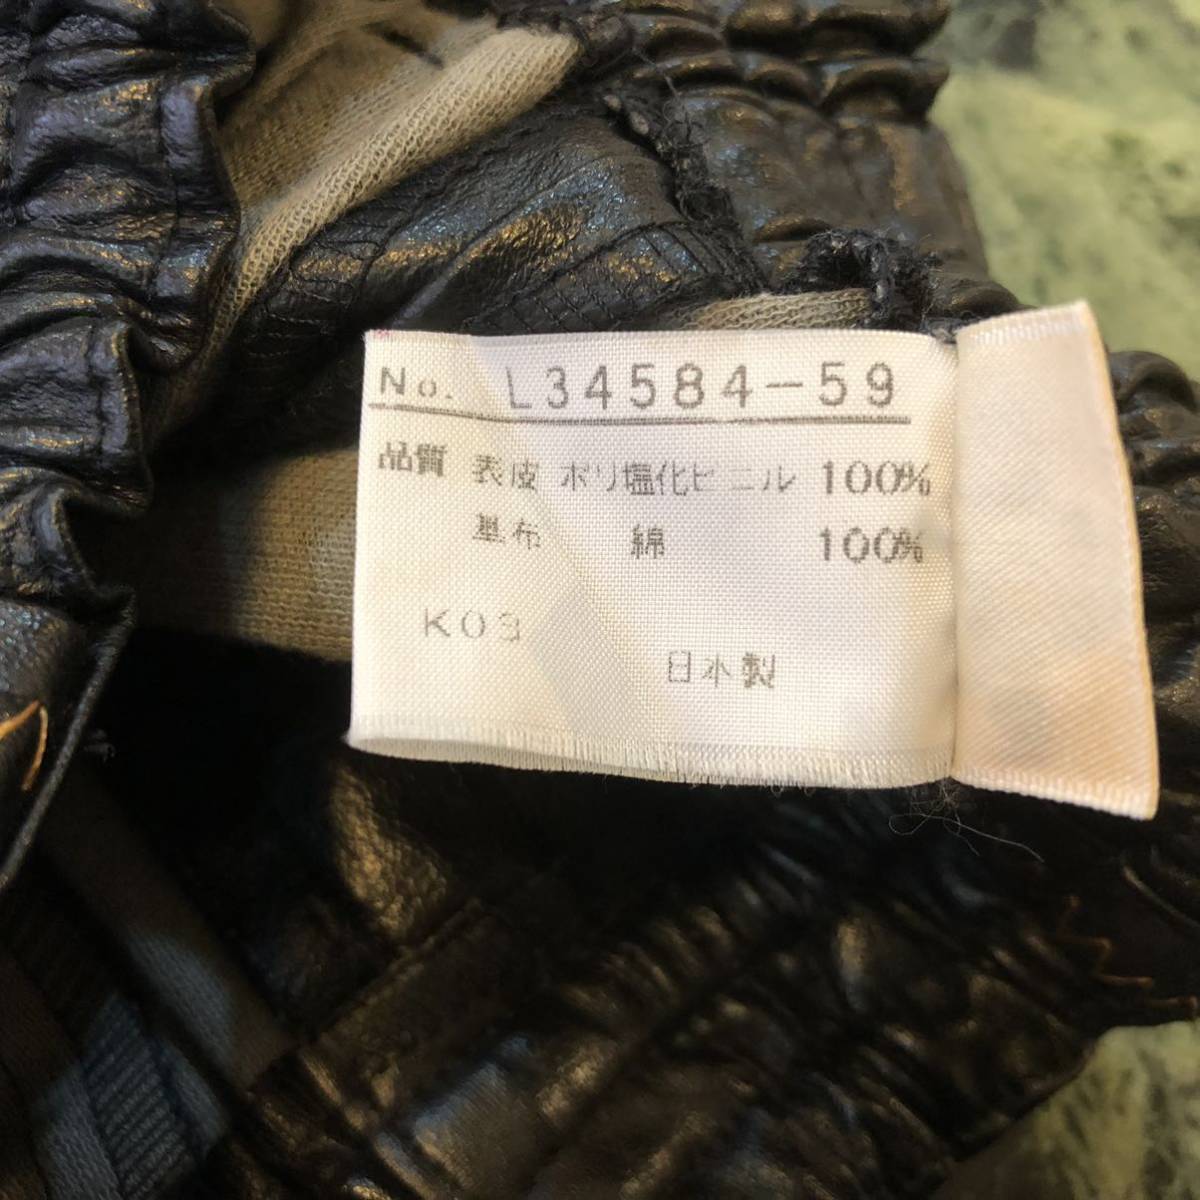 No. L34584-59
品質 表皮 ポリ塩化ビニル 100%
基布 綿 100%
K03
日本製